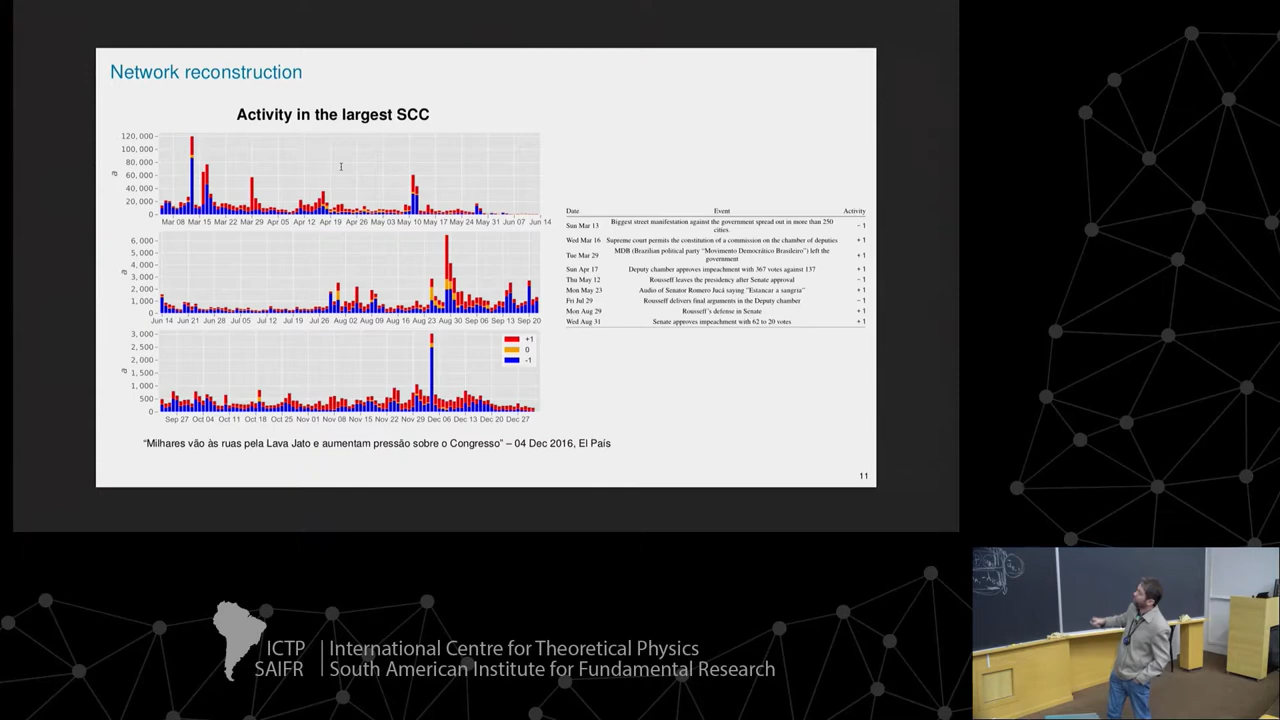 Network reconstruction
Activity in the largest SCC
120,000
100,000
80,000
60,000
40,000
20,000
0
a
Mar 08 Mar 15 Mar 22 Mar 29 Apr 05 Apr 12 Apr 19 Apr 26 May 03 May 10 May 17 May 24 May 31 Jun 07 Jun 14
6,000
5,000
4,000
3,000
2,000
1,000
0
a
Jun 14 Jun 21 Jun 28 Jul 05 Jul 12 Jul 19 Jul 26 Aug 02 Aug 09 Aug 16 Aug 23 Aug 30 Sep 06 Sep 13 Sep 20
3,000
2,500
2,000
1,500
1,000
500
0
a
+1
0
-1
Sep 27 Oct 04 Oct 11 Oct 18 Oct 25 Nov 01 Nov 08 Nov 15 Nov 22 Nov 29 Dec 06 Dec 13 Dec 20 Dec 27
Date Event Activity
Sun Mar 13 Biggest street manifestation against the government spread out in more than 250 − 1
cities.
Wed Mar 16 Supreme court permits the constitution of a commission on the chamber of deputies + 1
Tue Mar 29 MDB (Brazilian political party “Movimento Democrático Brasileiro”) left the + 1
government
Sun Apr 17 Deputy chamber approves impeachment with 367 votes against 137 + 1
Thu May 12 Rousseff leaves the presidency after Senate approval − 1
Mon May 23 Audio of Senator Romero Jucá saying "Estancar a sangria" + 1
Fri Jul 29 Rousseff delivers final arguments in the Deputy chamber − 1
Mon Aug 29 Rousseff's defense in Senate + 1
Wed Aug 31 Senate approves impeachment with 62 to 20 votes + 1
“Milhares vão às ruas pela Lava Jato e aumentam pressão sobre o Congresso” – 04 Dec 2016, El País
11
ICTP International Centre for Theoretical Physics
SAIFR South American Institute for Fundamental Research